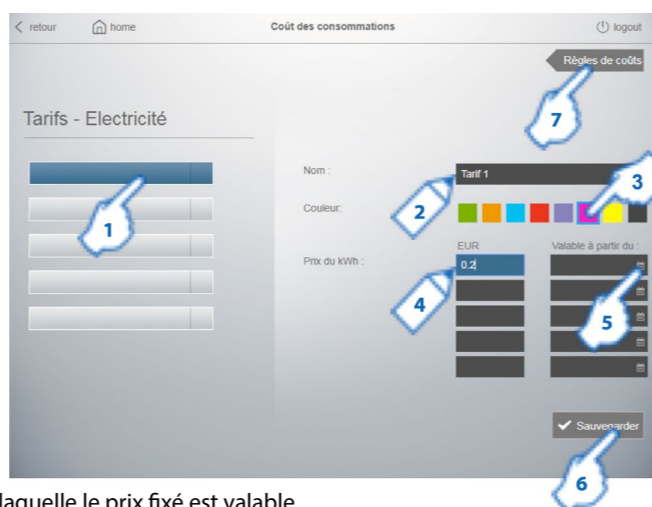 retour home Coût des consommations logout
Règles de coûts
7
Tarifs - Electricité
Nom : Tarif 1
3
2
Couleur:
1
EUR Valable à partir du :
Prix du kWh : 0.2
4
5
Sauvegarder
6
laquelle le prix fixé est valable